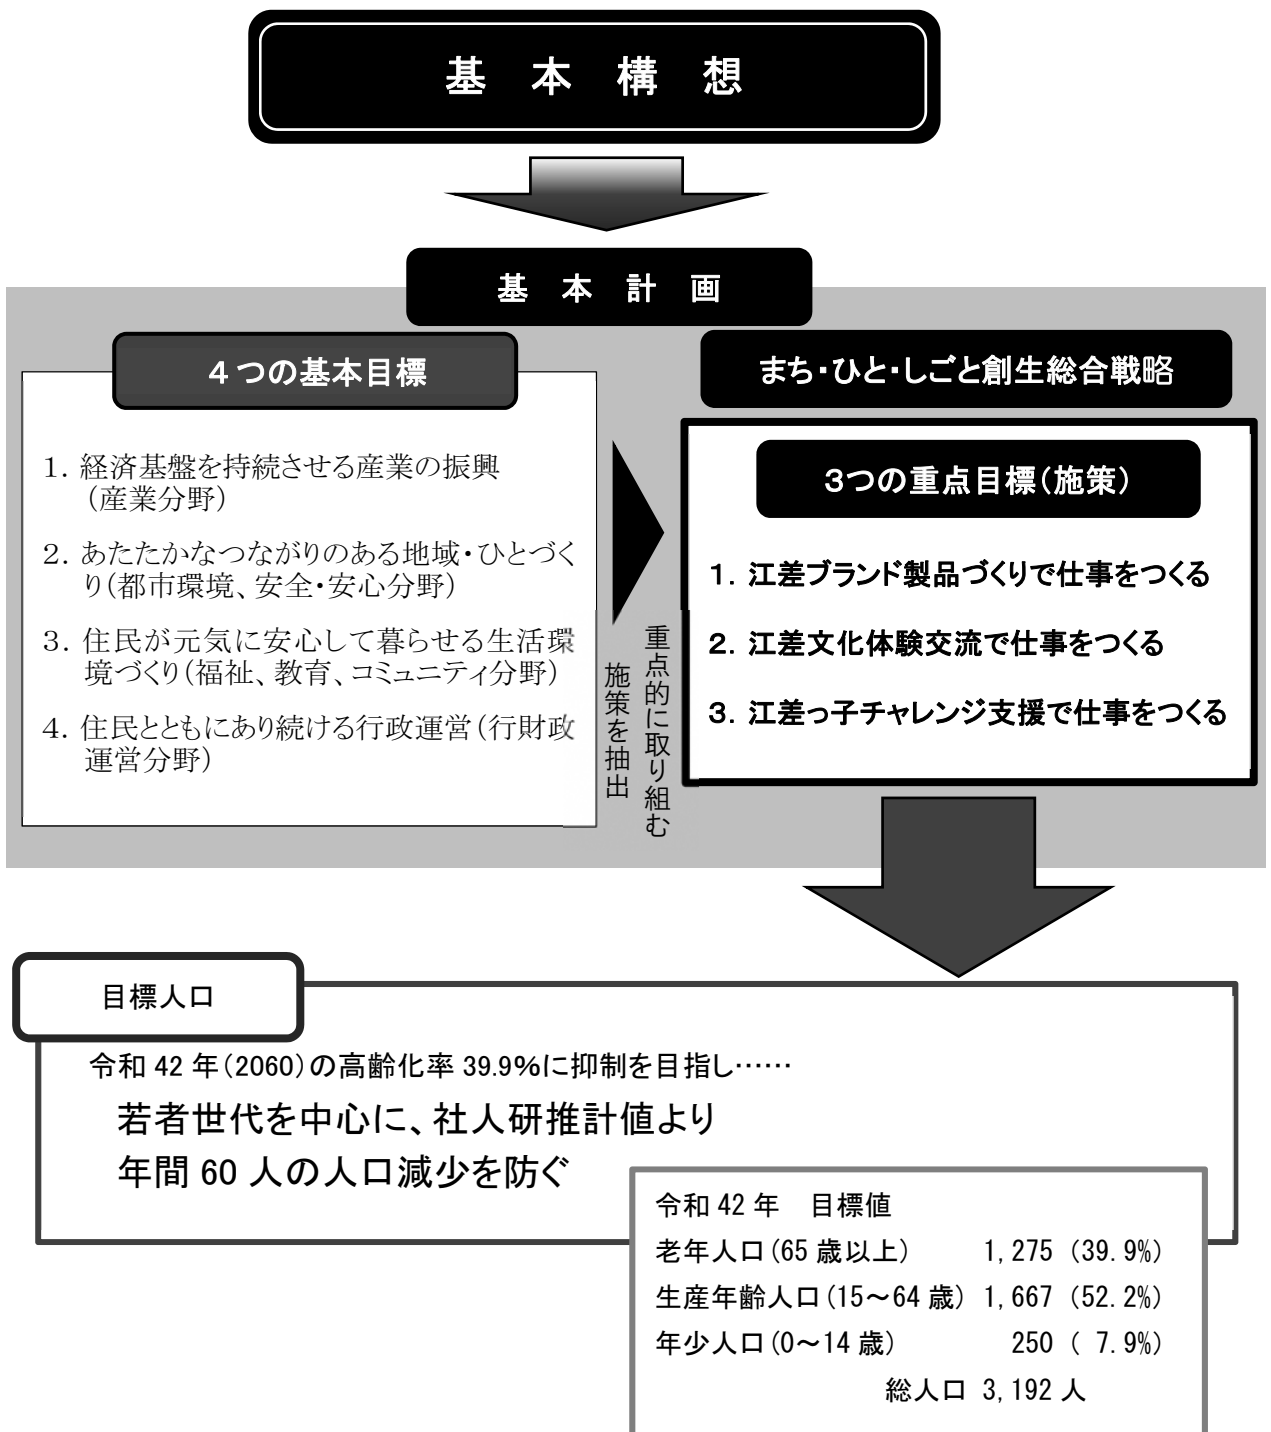 基本構想
基本計画
４つの基本目標
1．経済基盤を持続させる産業の振興
（産業分野）
2．あたたかなつながりのある地域・ひとづく
り（都市環境、安全・安心分野）
3．住民が元気に安心して暮らせる生活環
境づくり（福祉、教育、コミュニティ分野）
4．住民とともにあり続ける行政運営（行財政
運営分野）
重点的に取り組む
施策を抽出
まち・ひと・しごと創生総合戦略
３つの重点目標（施策）
１．江差ブランド製品づくりで仕事をつくる
２．江差文化体験交流で仕事をつくる
３．江差っ子チャレンジ支援で仕事をつくる
目標人口
令和 42 年（2060）の高齢化率 39.9％に抑制を目指し……
若者世代を中心に、社人研推計値より
年間 60 人の人口減少を防ぐ
令和 42 年　目標値
老年人口（65 歳以上）　1,275（39.9%）
生産年齢人口（15～64 歳）1,667（52.2%）
年少人口（0～14 歳）　250（ 7.9%）
総人口 3,192 人